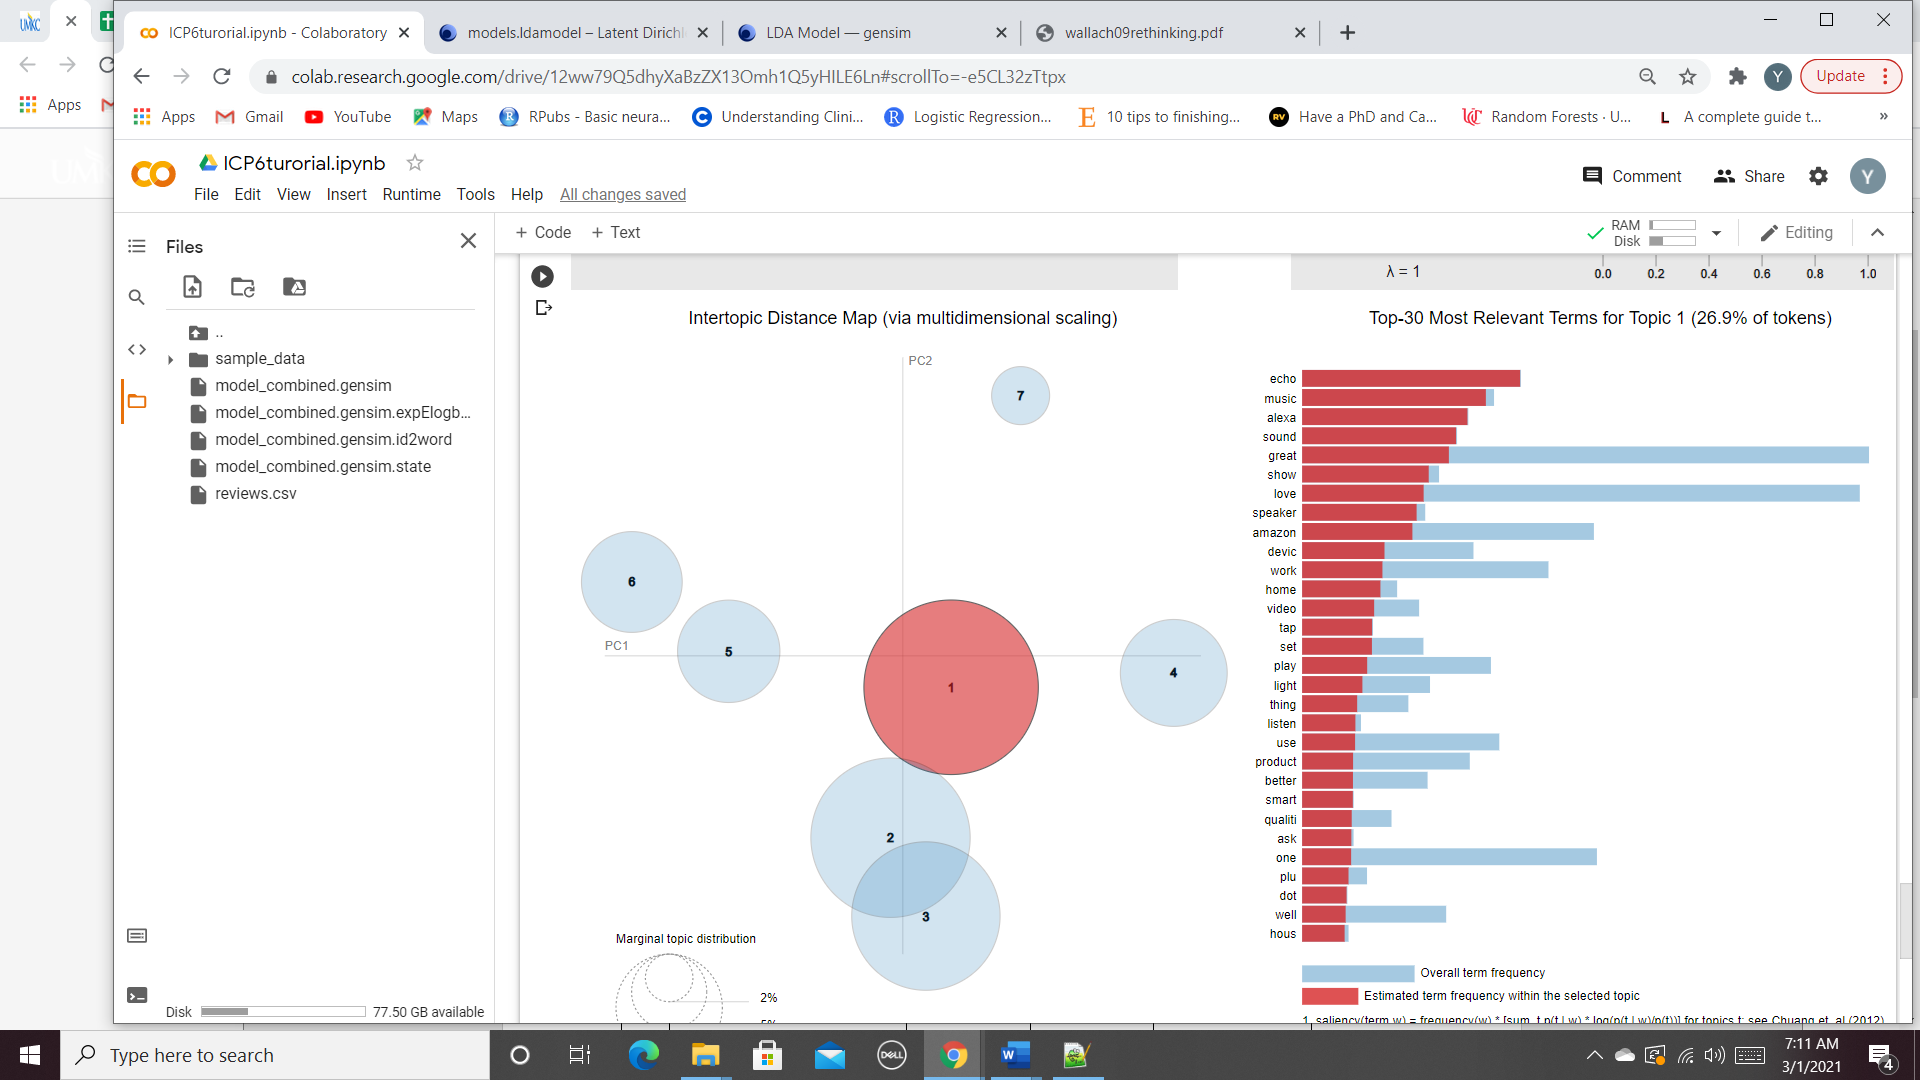 UMKC
ICP6turorial.ipynb - Colaboratory
models.ldamodel – Latent Dirichl
LDA Model — gensim
wallach09rethinking.pdf
colab.research.google.com/drive/12ww79Q5dhyXaBzZX13Omh1Q5yHILE6Ln#scrollTo=-e5CL32zTtpx
Y
Update
Apps
Apps
Gmail
YouTube
Maps
RPubs - Basic neura...
Understanding Clini...
Logistic Regression...
10 tips to finishing...
Have a PhD and Ca...
Random Forests · U...
A complete guide t...
»
ICP6turorial.ipynb
File Edit View Insert Runtime Tools Help All changes saved
Comment
Share
Y
+ Code + Text
RAM
Disk
Editing
Files
..
sample_data
model_combined.gensim
model_combined.gensim.expElogb...
model_combined.gensim.id2word
model_combined.gensim.state
reviews.csv
Disk
77.50 GB available
λ = 1
0.0 0.2 0.4 0.6 0.8 1.0
Intertopic Distance Map (via multidimensional scaling)
PC2
7
6
PC1
5
1
4
2
3
Marginal topic distribution
2%
Top-30 Most Relevant Terms for Topic 1 (26.9% of tokens)
echo
music
alexa
sound
great
show
love
speaker
amazon
devic
work
home
video
tap
set
play
light
thing
listen
use
product
better
smart
qualiti
ask
one
plu
dot
well
hous
Overall term frequency
Estimated term frequency within the selected topic
1. saliency(term w) = frequency(w) * [sum_t p(t | w) * log(p(t | w)/p(t))] for topics t; see Chuang et. al (2012)
Type here to search
DELL
7:11 AM
3/1/2021
4